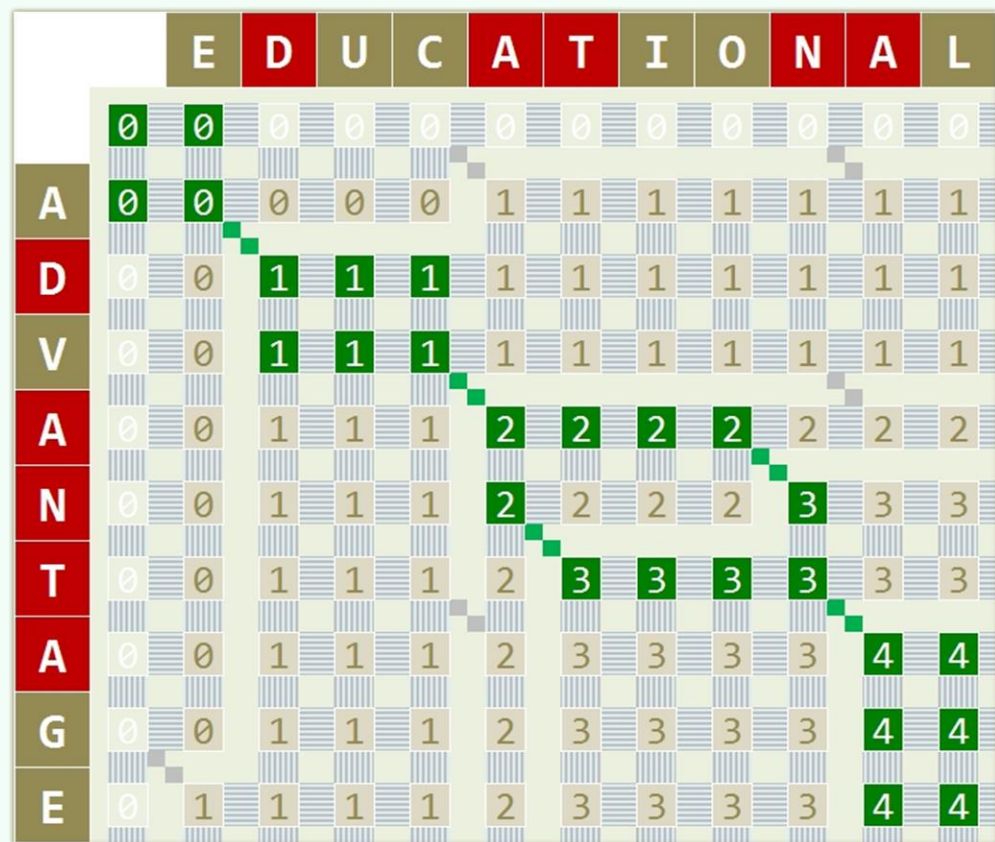 E D U C A T I O N A L
0 0 0 0 0 0 0 0 0 0 0 0
A 0 0 0 0 0 1 1 1 1 1 1 1
D 0 0 1 1 1 1 1 1 1 1 1 1
V 0 0 1 1 1 1 1 1 1 1 1 1
A 0 0 1 1 1 2 2 2 2 2 2 2
N 0 0 1 1 1 2 2 2 2 3 3 3
T 0 0 1 1 1 2 3 3 3 3 3 3
A 0 0 1 1 1 2 3 3 3 3 4 4
G 0 0 1 1 1 2 3 3 3 3 4 4
E 0 1 1 1 1 2 3 3 3 3 4 4